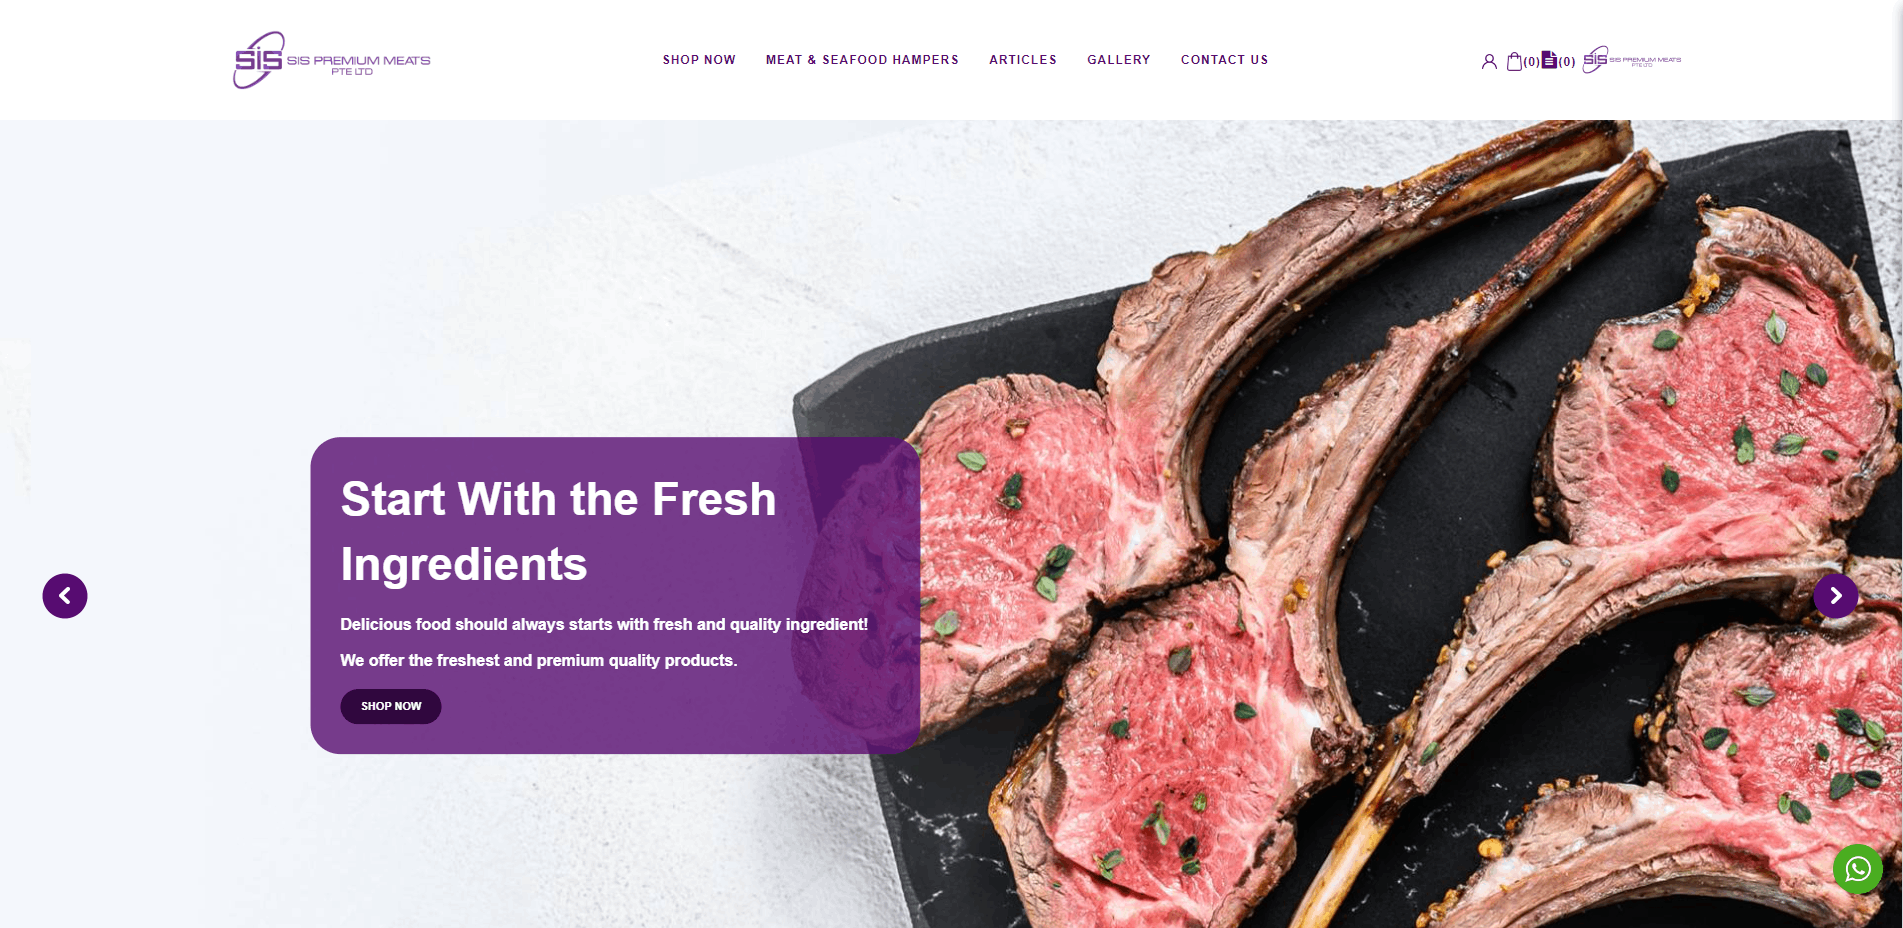 SIS
SIS PREMIUM MEATS
PTE LTD
SHOP NOW
MEAT & SEAFOOD HAMPERS
ARTICLES
GALLERY
CONTACT US
(0)
(0)
SIS
SIS PREMIUM MEATS
PTE LTD
Start With the Fresh
Ingredients
Delicious food should always starts with fresh and quality ingredient!
We offer the freshest and premium quality products.
SHOP NOW